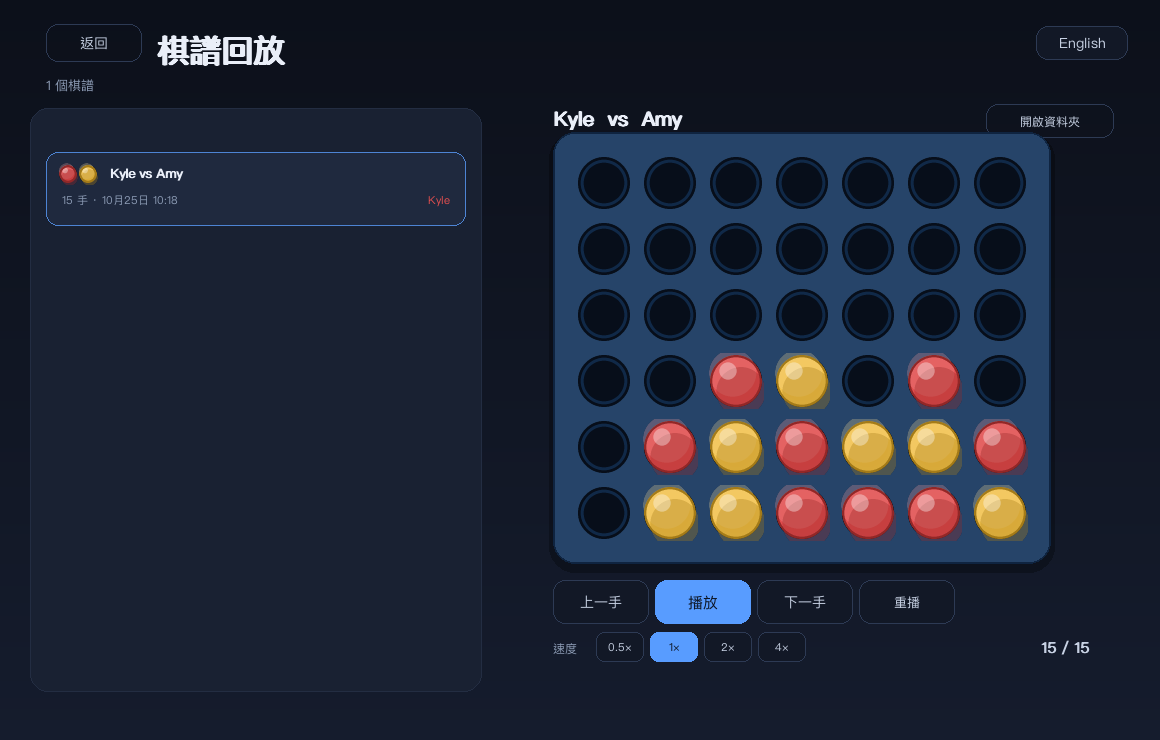 返回
棋譜回放
English
1 個棋譜
Kyle vs Amy
15 手 · 10月25日 10:18
Kyle
Kyle vs Amy
開啟資料夾
上一手
播放
下一手
重播
速度
0.5×
1×
2×
4×
15 / 15